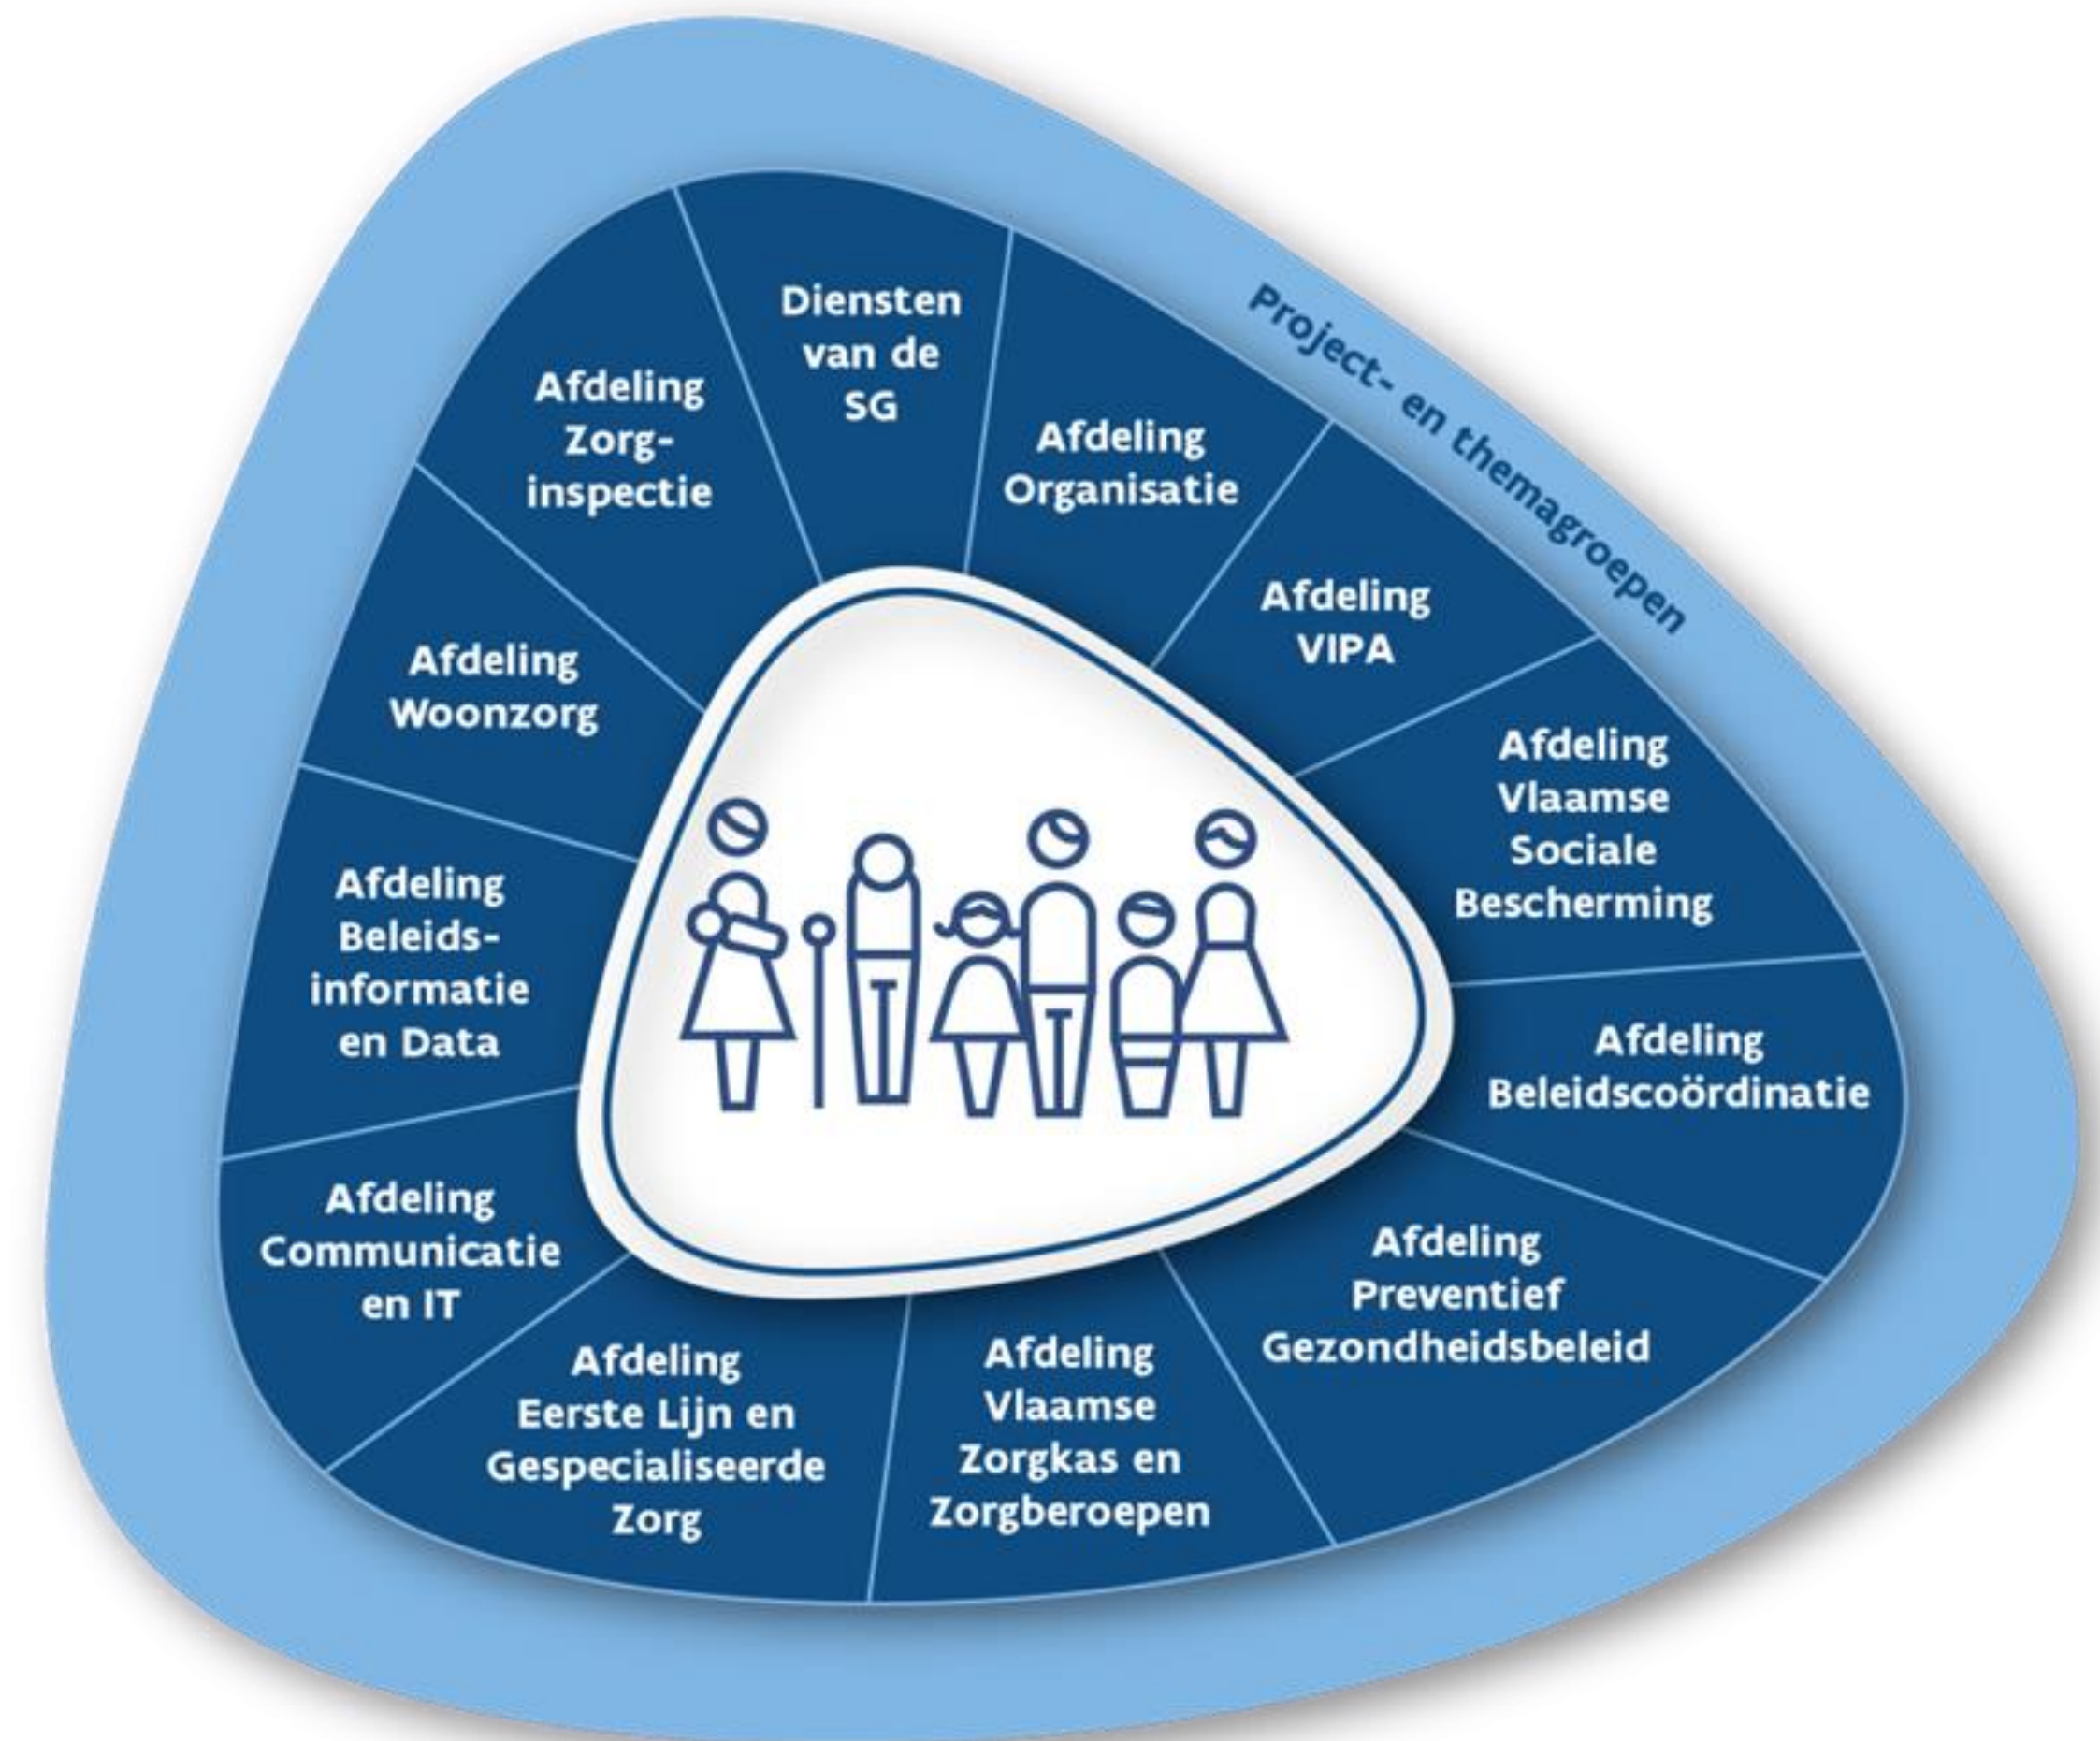 Project- en themagroepen
Diensten
van de
SG
Afdeling
Organisatie
Afdeling
VIPA
Afdeling
Vlaamse
Sociale
Bescherming
Afdeling
Beleidscoördinatie
Afdeling
Preventief
Gezondheidsbeleid
Afdeling
Vlaamse
Zorgkas en
Zorgberoepen
Afdeling
Eerste Lijn en
Gespecialiseerde
Zorg
Afdeling
Communicatie
en IT
Afdeling
Beleids-
informatie
en Data
Afdeling
Woonzorg
Afdeling
Zorg-
inspectie